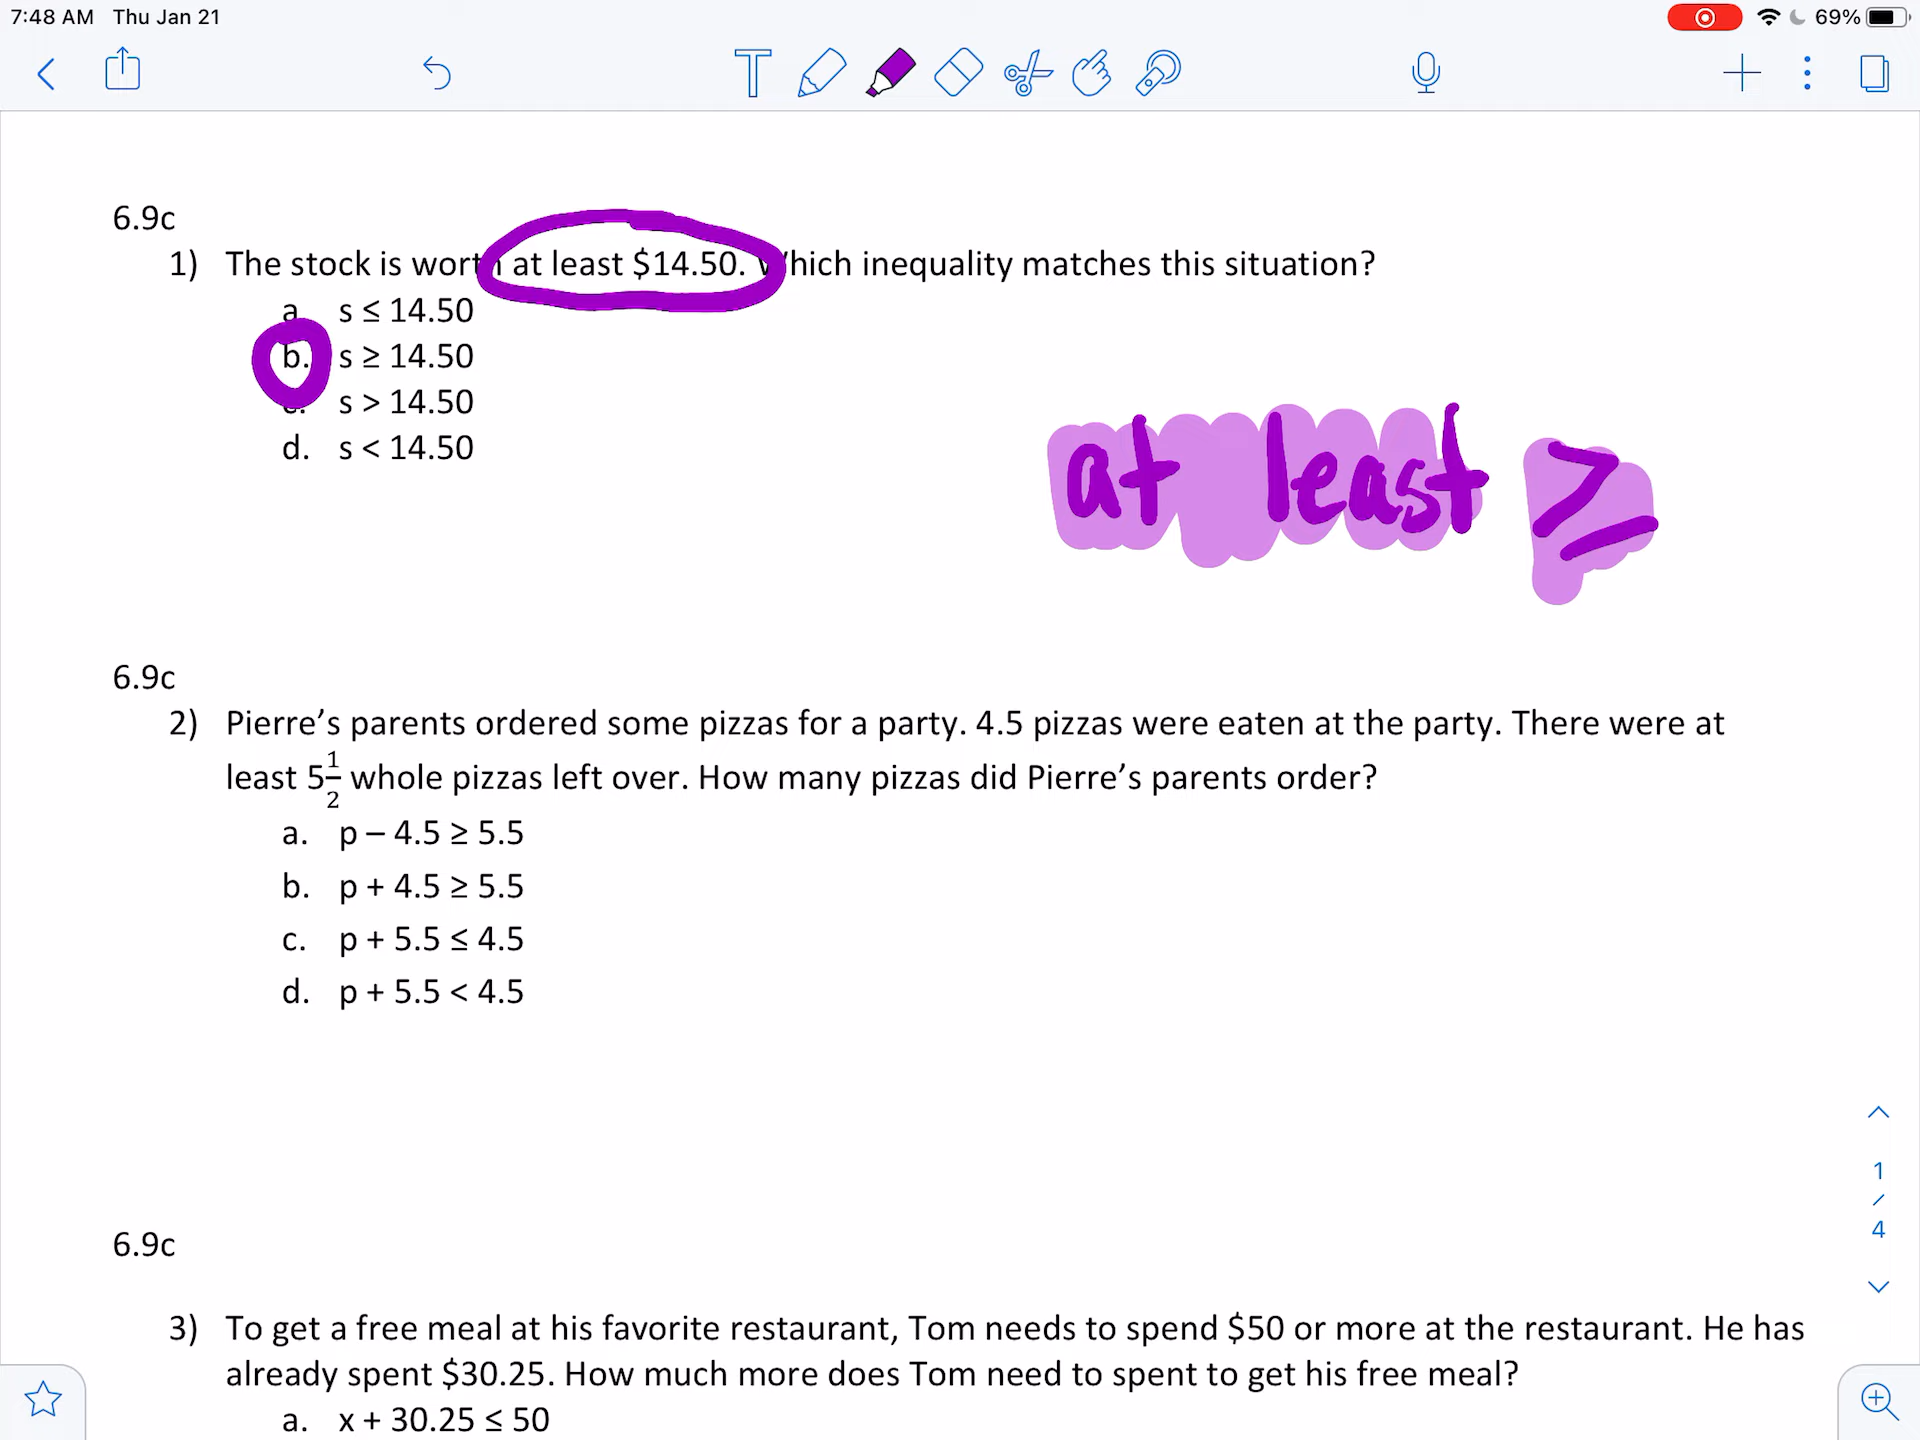 7:48 AM Thu Jan 21
69%
6.9c
1) The stock is worth at least $14.50. Which inequality matches this situation?
a. s ≤ 14.50
b. s ≥ 14.50
c. s > 14.50
d. s < 14.50
at least ≥
6.9c
2) Pierre’s parents ordered some pizzas for a party. 4.5 pizzas were eaten at the party. There were at
least 5 1/2 whole pizzas left over. How many pizzas did Pierre’s parents order?
a. p – 4.5 ≥ 5.5
b. p + 4.5 ≥ 5.5
c. p + 5.5 ≤ 4.5
d. p + 5.5 < 4.5
1
/
4
6.9c
3) To get a free meal at his favorite restaurant, Tom needs to spend $50 or more at the restaurant. He has
already spent $30.25. How much more does Tom need to spent to get his free meal?
a. x + 30.25 ≤ 50